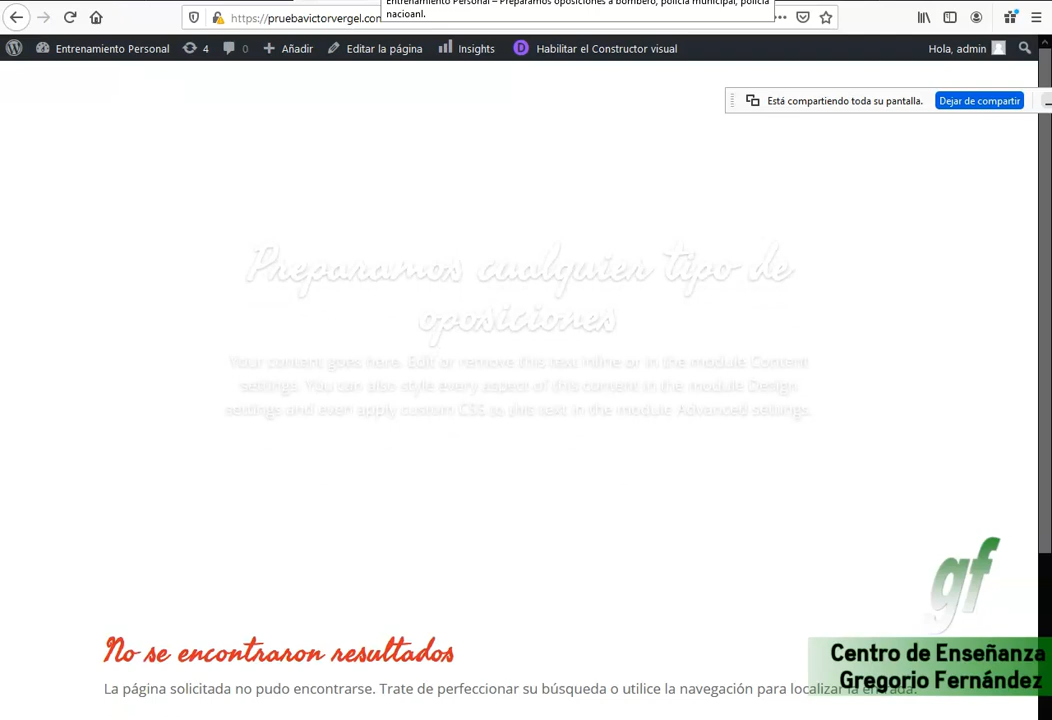 Entrenamiento Personal – Preparamos oposiciones a bombero, policía municipal, policía
nacioanl.
https://pruebavictorvergel.com
Entrenamiento Personal 4 0 Añadir Editar la página Insights D Habilitar el Constructor visual Hola, admin
Está compartiendo toda su pantalla. Dejar de compartir
Preparamos cualquier tipo de
oposiciones
Your content goes here. Edit or remove this text inline or in the module Content
settings. You can also style every aspect of this content in the module Design
settings and even apply custom CSS to this text in the module Advanced settings.
gf
No se encontraron resultados
Centro de Enseñanza
Gregorio Fernández
La página solicitada no pudo encontrarse. Trate de perfeccionar su búsqueda o utilice la navegación para localizar la entrada.